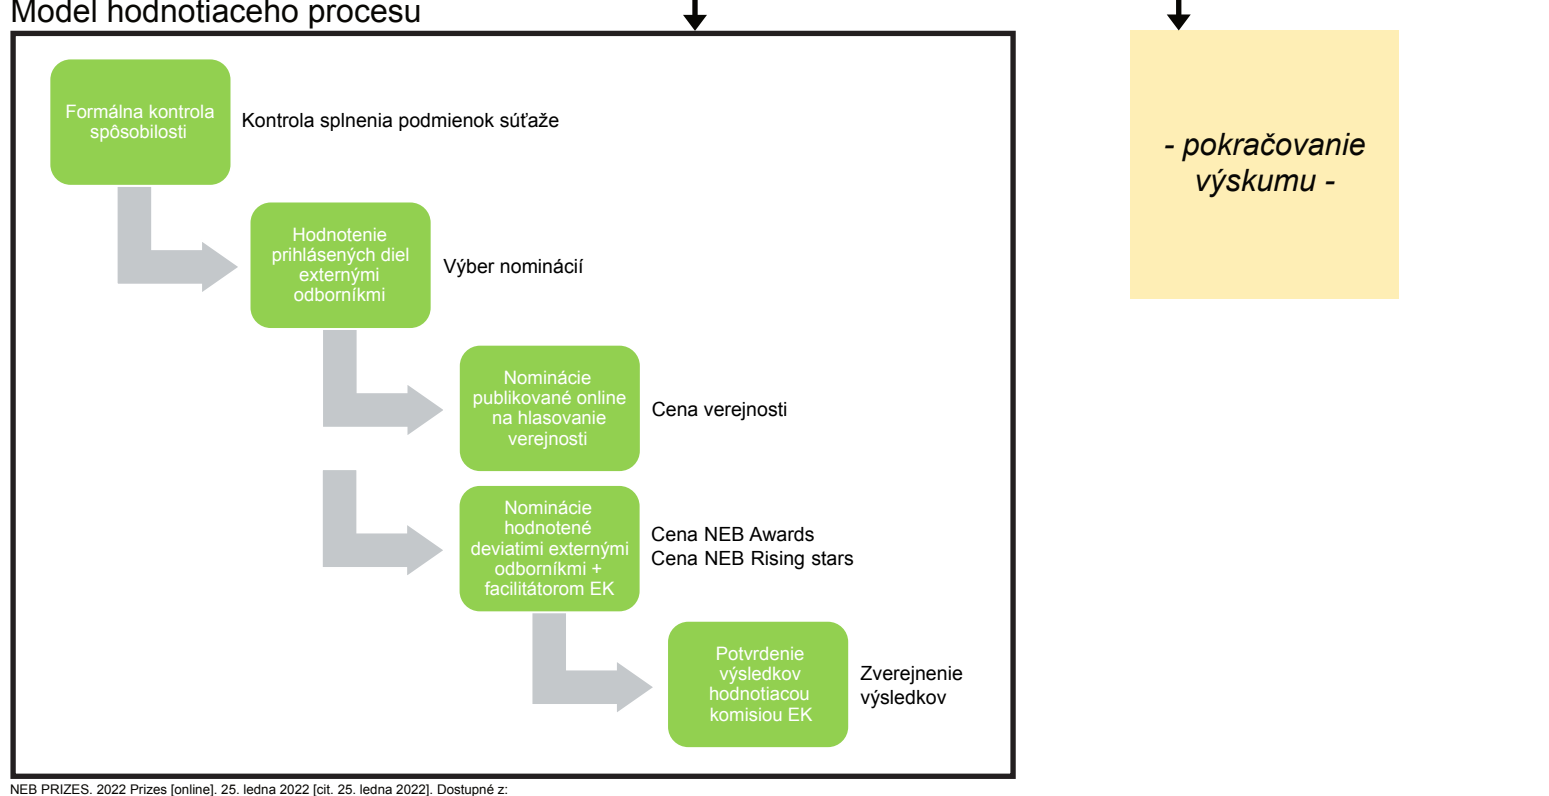 Model hodnotiaceho procesu
Formálna kontrola
spôsobilosti
Kontrola splnenia podmienok súťaže
Hodnotenie
prihlásených diel
externými
odborníkmi
Výber nominácií
Nominácie
publikované online
na hlasovanie
verejnosti
Cena verejnosti
Nominácie
hodnotené
deviatimi externými
odborníkmi +
facilitátorom EK
Cena NEB Awards
Cena NEB Rising stars
Potvrdenie
výsledkov
hodnotiacou
komisiou EK
Zverejnenie
výsledkov
- pokračovanie
výskumu -
NEB PRIZES. 2022 Prizes [online]. 25. ledna 2022 [cit. 25. ledna 2022]. Dostupné z: